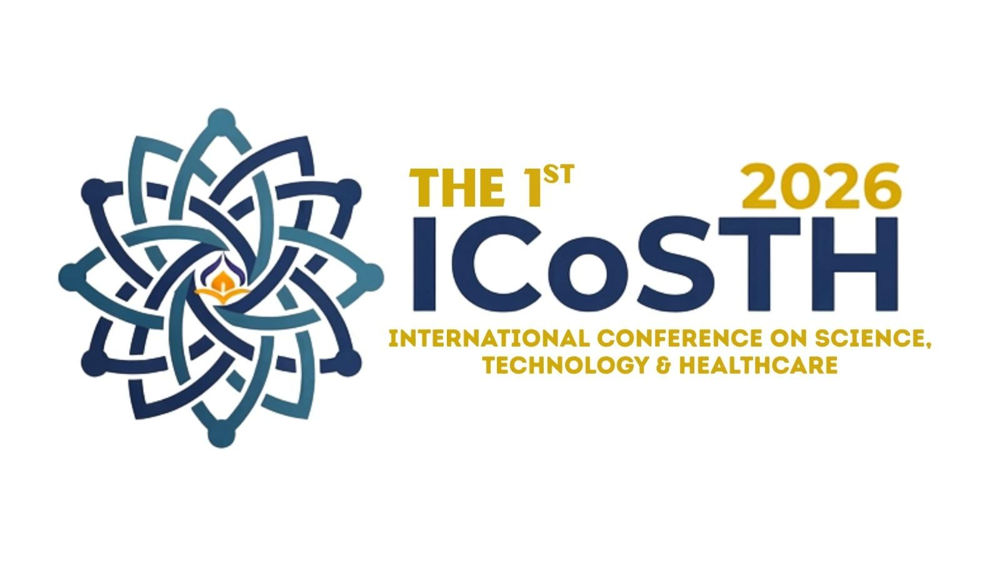 THE 1ST
2026
ICoSTH
INTERNATIONAL CONFERENCE ON SCIENCE,
TECHNOLOGY & HEALTHCARE